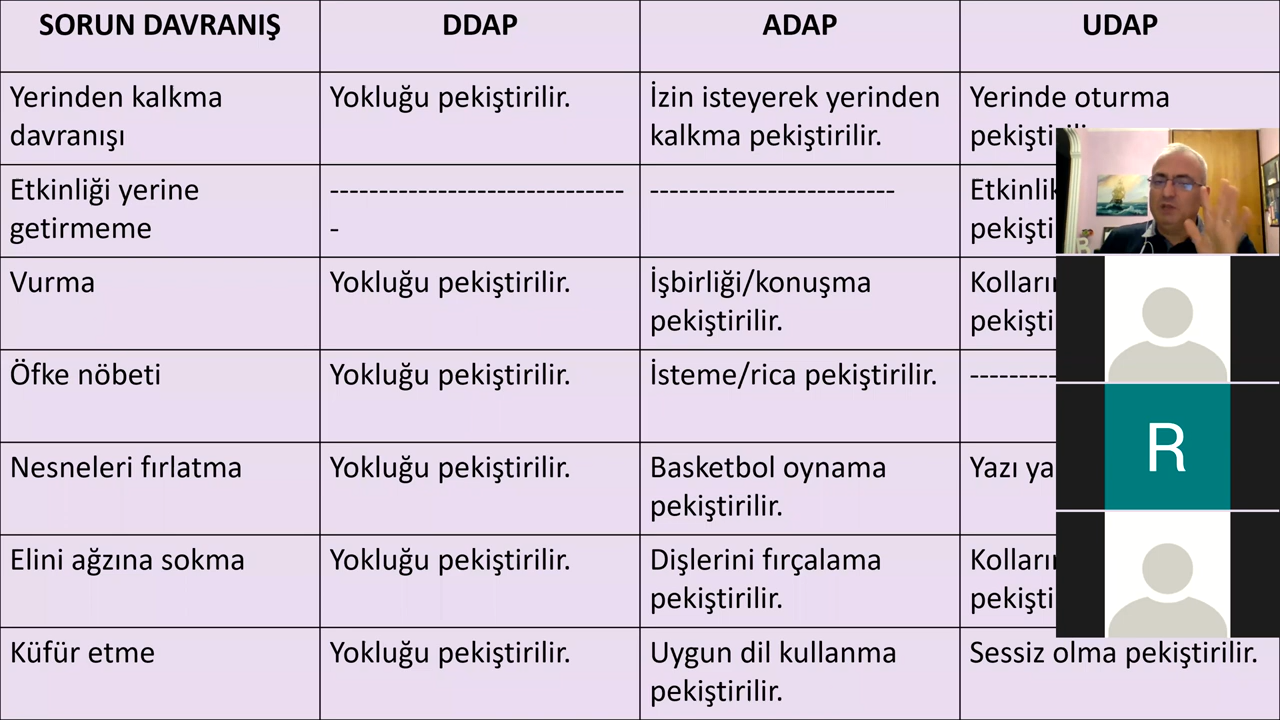 SORUN DAVRANIŞ DDAP ADAP UDAP
Yerinden kalkma davranışı
Yokluğu pekiştirilir.
İzin isteyerek yerinden
kalkma pekiştirilir.
Yerinde oturma
Etkinliği yerine
getirmeme
------------------------------
-
-------------------------
Vurma
Yokluğu pekiştirilir.
İşbirliği/konuşma
pekiştirilir.
Öfke nöbeti
Yokluğu pekiştirilir.
İsteme/rica pekiştirilir.
---------
Nesneleri fırlatma
Yokluğu pekiştirilir.
Basketbol oynama
pekiştirilir.
Yazı
Elini ağzına sokma
Yokluğu pekiştirilir.
Dişlerini fırçalama
pekiştirilir.
Küfür etme
Yokluğu pekiştirilir.
Uygun dil kullanma
pekiştirilir.
Sessiz olma pekiştirilir.
R